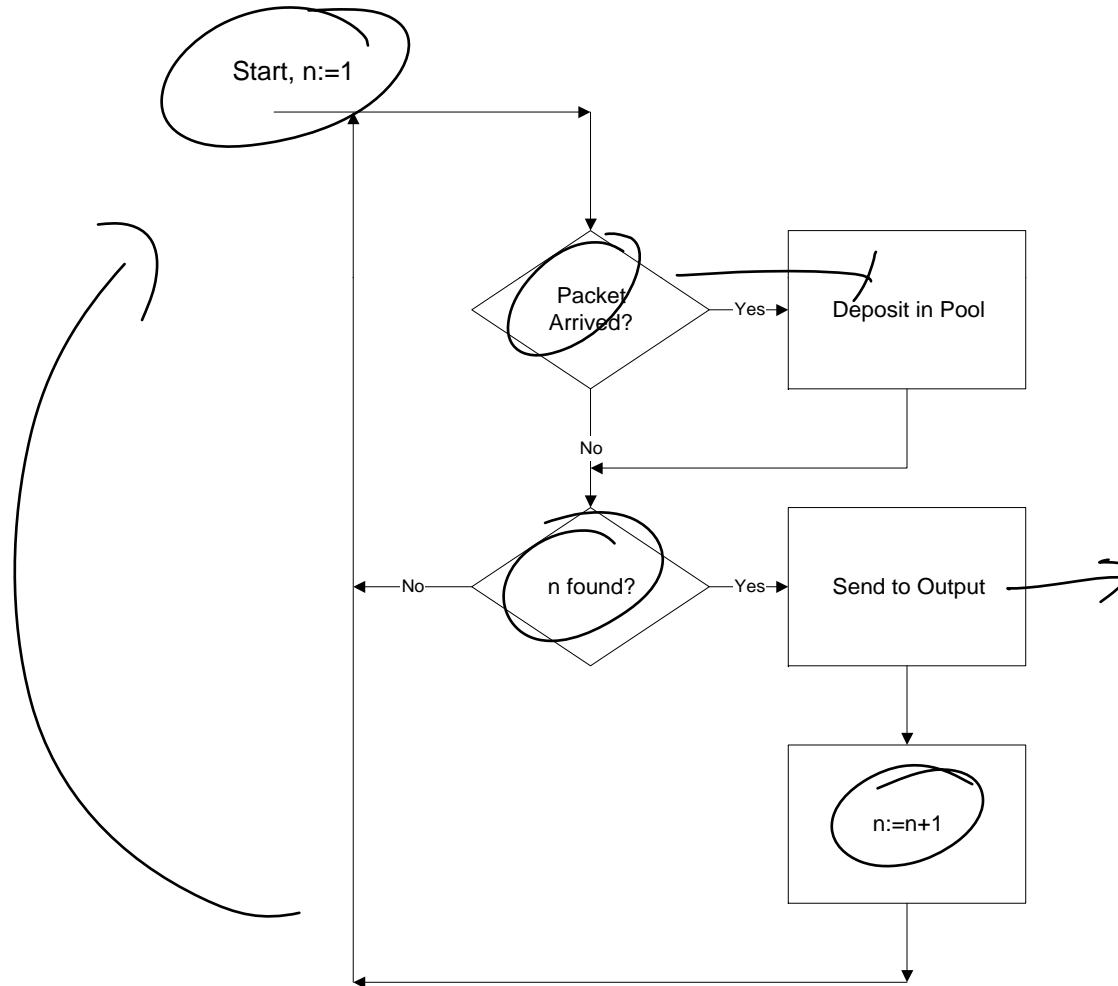 Start, n:=1
Packet
Arrived?
Yes
Deposit in Pool
No
n found?
No
Yes
Send to Output
n:=n+1